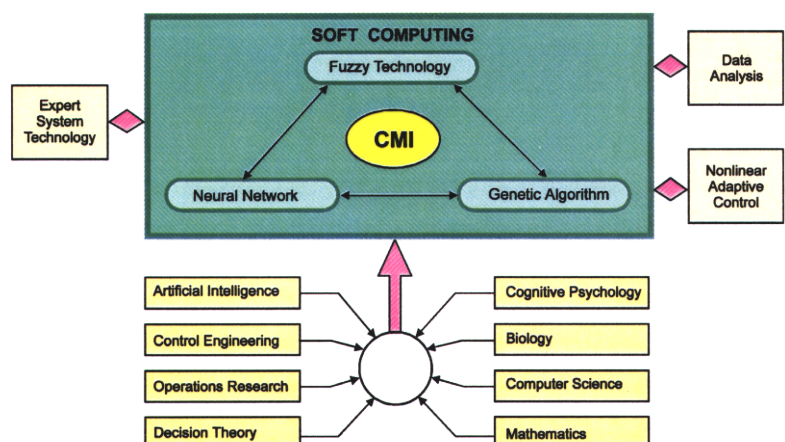 SOFT COMPUTING
Fuzzy Technology
CMI
Neural Network
Genetic Algorithm
Expert
System
Technology
Data
Analysis
Nonlinear
Adaptive
Control
Artificial Intelligence
Control Engineering
Operations Research
Decision Theory
Cognitive Psychology
Biology
Computer Science
Mathematics